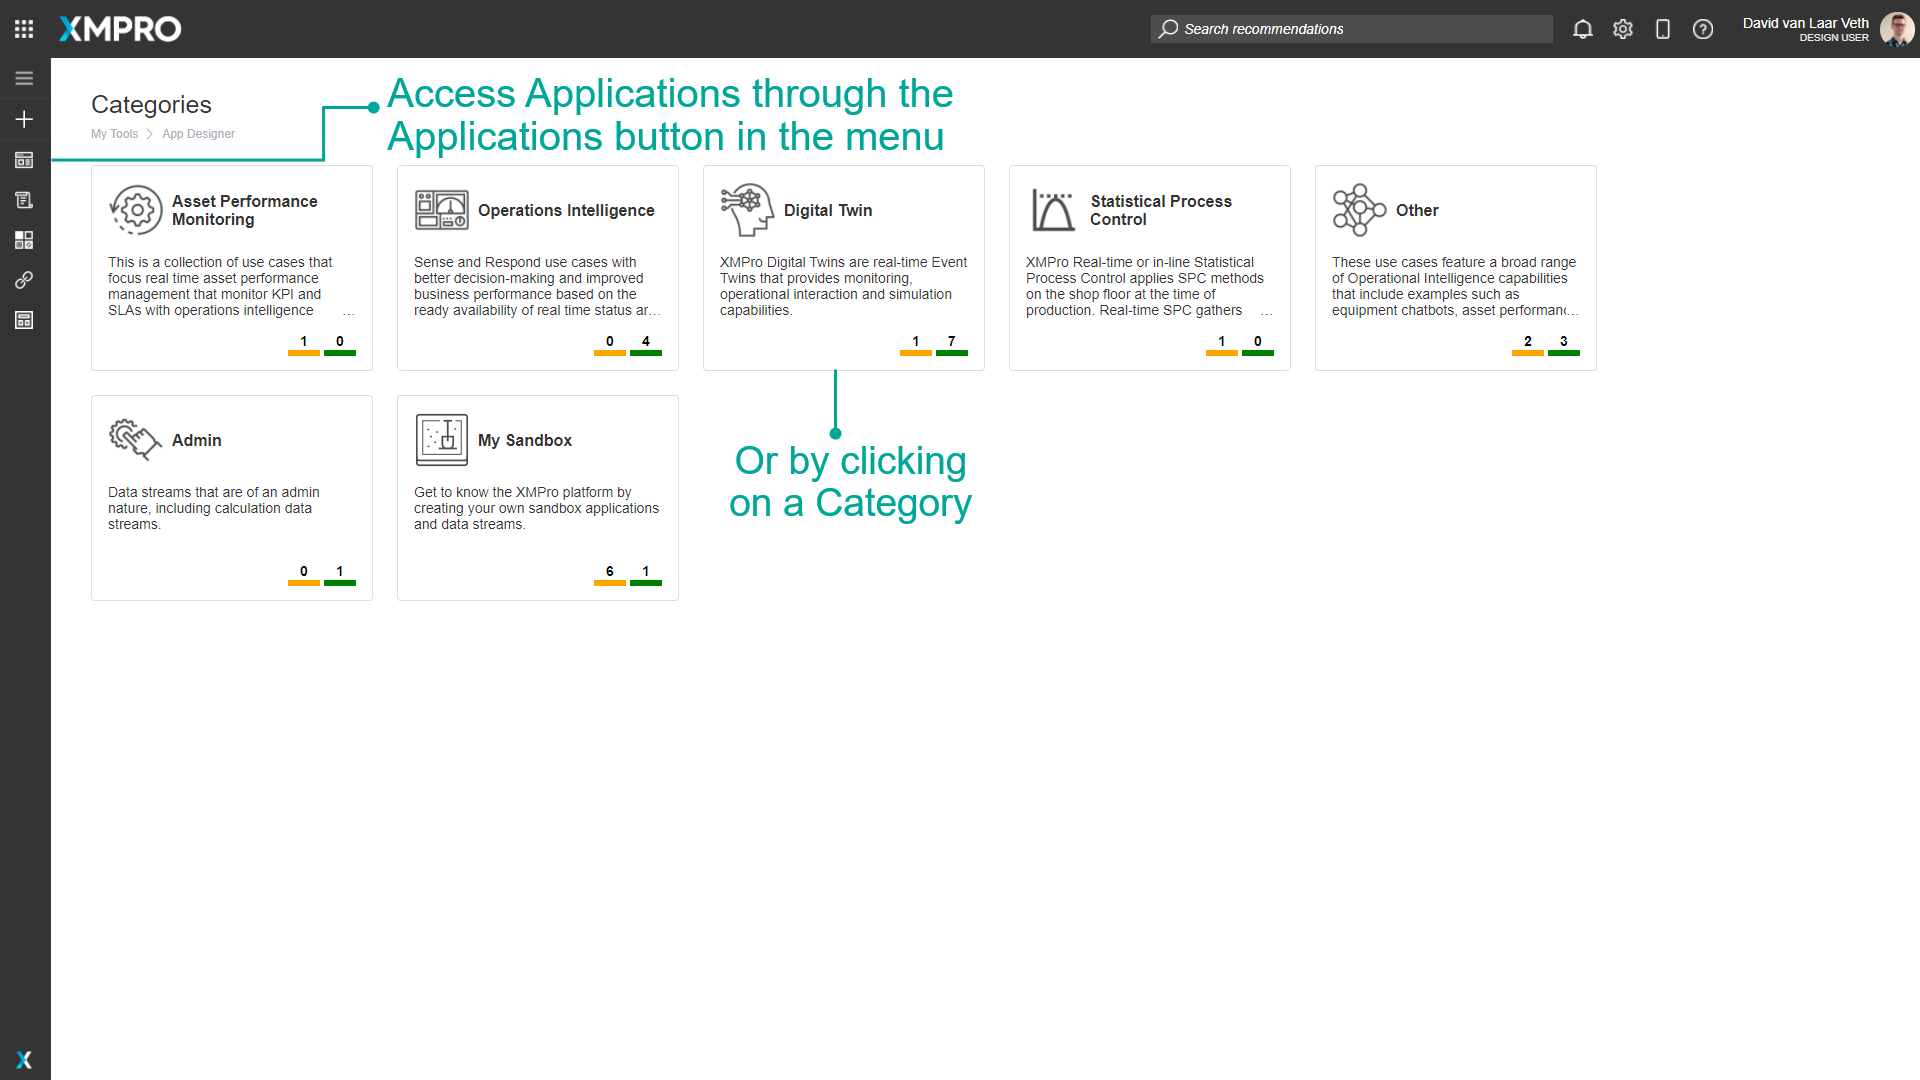 XMPRO
Search recommendations
David van Laar Veth
DESIGN USER
Categories
My Tools
App Designer
Access Applications through the
Applications button in the menu
Asset Performance
Monitoring
This is a collection of use cases that
focus real time asset performance
management that monitor KPI and
SLAs with operations intelligence ...
1 0
Operations Intelligence
Sense and Respond use cases with
better decision-making and improved
business performance based on the
ready availability of real time status ar...
0 4
Digital Twin
XMPro Digital Twins are real-time Event
Twins that provides monitoring,
operational interaction and simulation
capabilities.
1 7
Statistical Process
Control
XMPro Real-time or in-line Statistical
Process Control applies SPC methods
on the shop floor at the time of
production. Real-time SPC gathers ...
1 0
Other
These use cases feature a broad range
of Operational Intelligence capabilities
that include examples such as
equipment chatbots, asset performanc...
2 3
Admin
Data streams that are of an admin
nature, including calculation data
streams.
0 1
My Sandbox
Get to know the XMPro platform by
creating your own sandbox applications
and data streams.
6 1
Or by clicking
on a Category
X